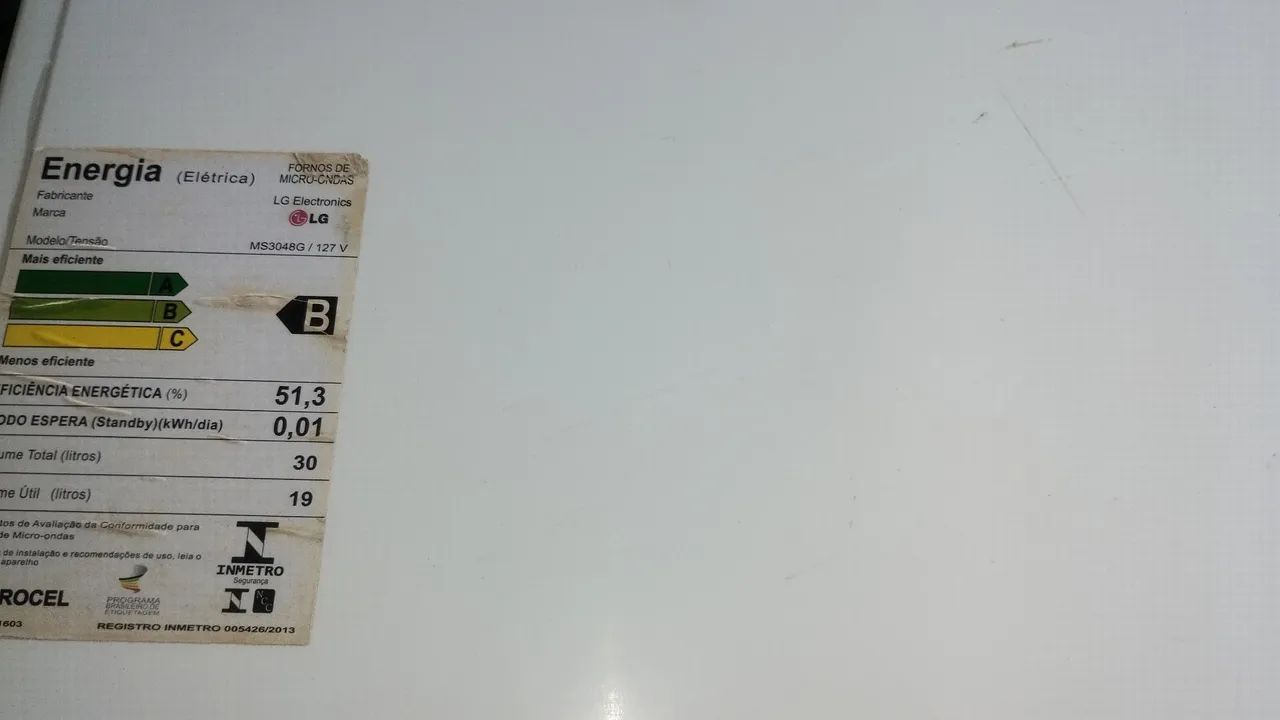 Energia (Elétrica) FORNOS DE MICRO-ONDAS
Fabricante LG Electronics
Marca LG
Modelo/Tensão MS3048G / 127 V
Mais eficiente
A
B B
C
Menos eficiente
FICIÊNCIA ENERGÉTICA (%) 51,3
ODO ESPERA (Standby)(kWh/dia) 0,01
ume Total (litros) 30
me Útil (litros) 19
tos de Avaliação da Conformidade para
de Micro-ondas
de instalação e recomendações de uso, leia o
aparelho
INMETRO
Segurança
ROCEL
PROGRAMA
BRASILEIRO DE
ETIQUETAGEM
1603 REGISTRO INMETRO 005426/2013